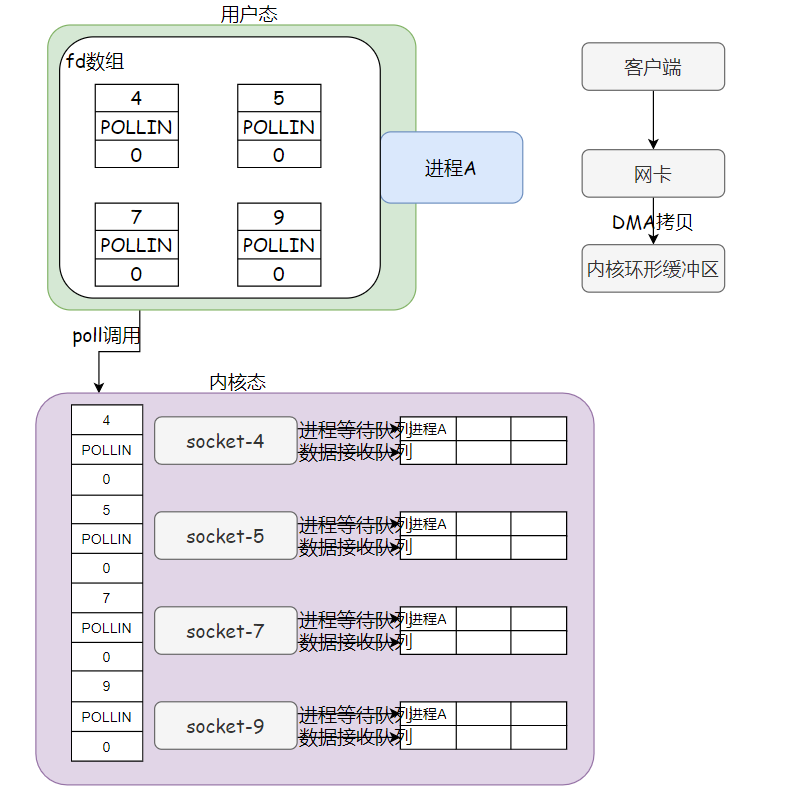 用户态
fd数组
4
POLLIN
0
5
POLLIN
0
7
POLLIN
0
9
POLLIN
0
进程A
客户端
网卡
DMA拷贝
内核环形缓冲区
poll调用
内核态
4
POLLIN
0
5
POLLIN
0
7
POLLIN
0
9
POLLIN
0
socket-4
进程等待队列
进程A
数据接收队列
socket-5
进程等待队列
进程A
数据接收队列
socket-7
进程等待队列
进程A
数据接收队列
socket-9
进程等待队列
进程A
数据接收队列